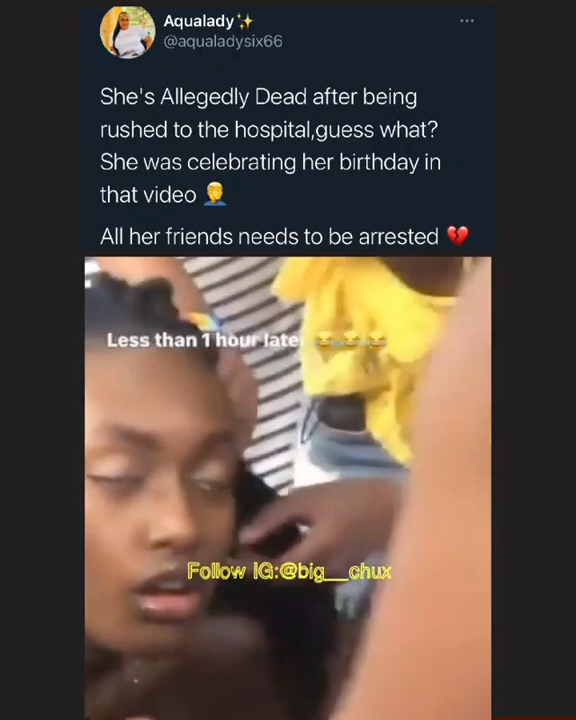 Aqualady✨
@aqualadysix66
She's Allegedly Dead after being
rushed to the hospital,guess what?
She was celebrating her birthday in
that video 🤦‍♂️
All her friends needs to be arrested 💔
Less than 1 hour late 😂😂😂
Follow IG:@big__chux